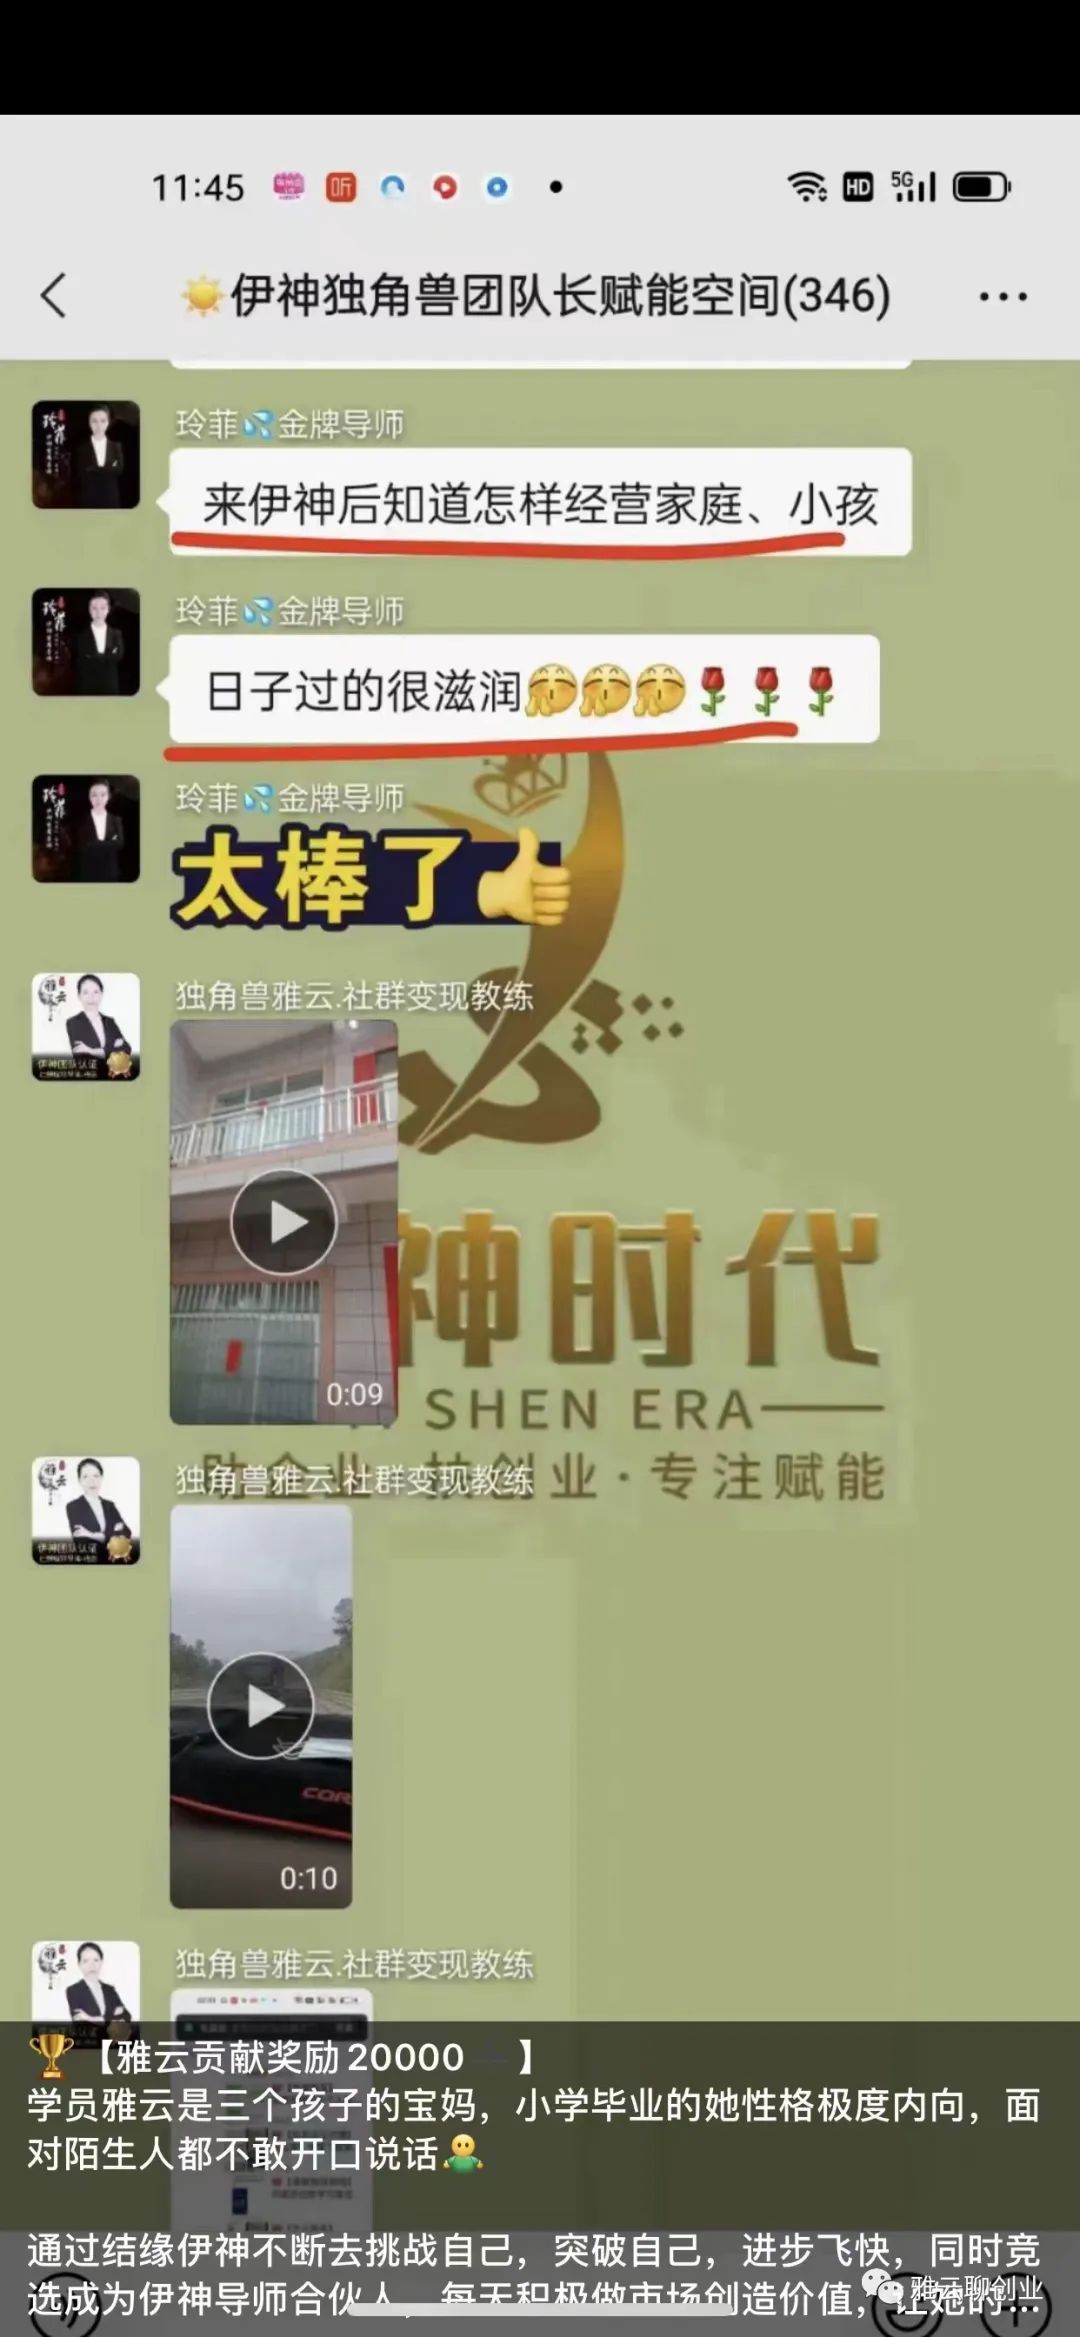 11:45
听
HD
5G
伊神独角兽团队长赋能空间(346)
玲菲💦金牌导师
来伊神后知道怎样经营家庭、小孩
玲菲💦金牌导师
日子过的很滋润
玲菲💦金牌导师
太棒了
独角兽雅云.社群变现教练
0:09
神时代
SHEN ERA
创业·专注赋能
独角兽雅云.社群变现教练
COR
0:10
独角兽雅云.社群变现教练
🏆【雅云贡献奖励20000 】
学员雅云是三个孩子的宝妈，小学毕业的她性格极度内向，面
对陌生人都不敢开口说话
通过结缘伊神不断去挑战自己，突破自己，进步飞快，同时竞
选成为伊神导师合伙人，每天积极做市场创造价值，让她的...
雅云聊创业